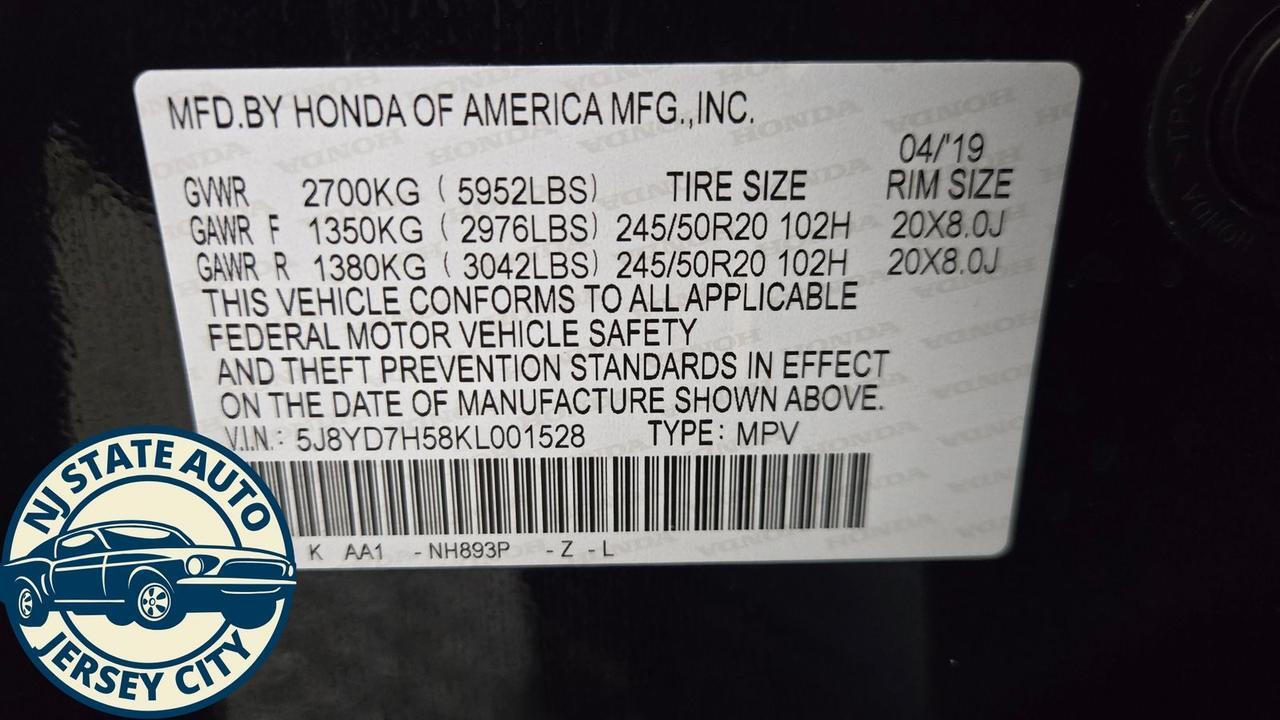 MFD.BY HONDA OF AMERICA MFG.,INC.
04/'19
GVWR 2700KG ( 5952LBS) TIRE SIZE RIM SIZE
GAWR F 1350KG ( 2976LBS) 245/50R20 102H 20X8.0J
GAWR R 1380KG ( 3042LBS) 245/50R20 102H 20X8.0J
THIS VEHICLE CONFORMS TO ALL APPLICABLE
FEDERAL MOTOR VEHICLE SAFETY
AND THEFT PREVENTION STANDARDS IN EFFECT
ON THE DATE OF MANUFACTURE SHOWN ABOVE.
V.I.N.: 5J8YD7H58KL001528 TYPE: MPV
K AA1 -NH893P -Z -L
NJ STATE AUTO
JERSEY CITY
HONDA >TPO<